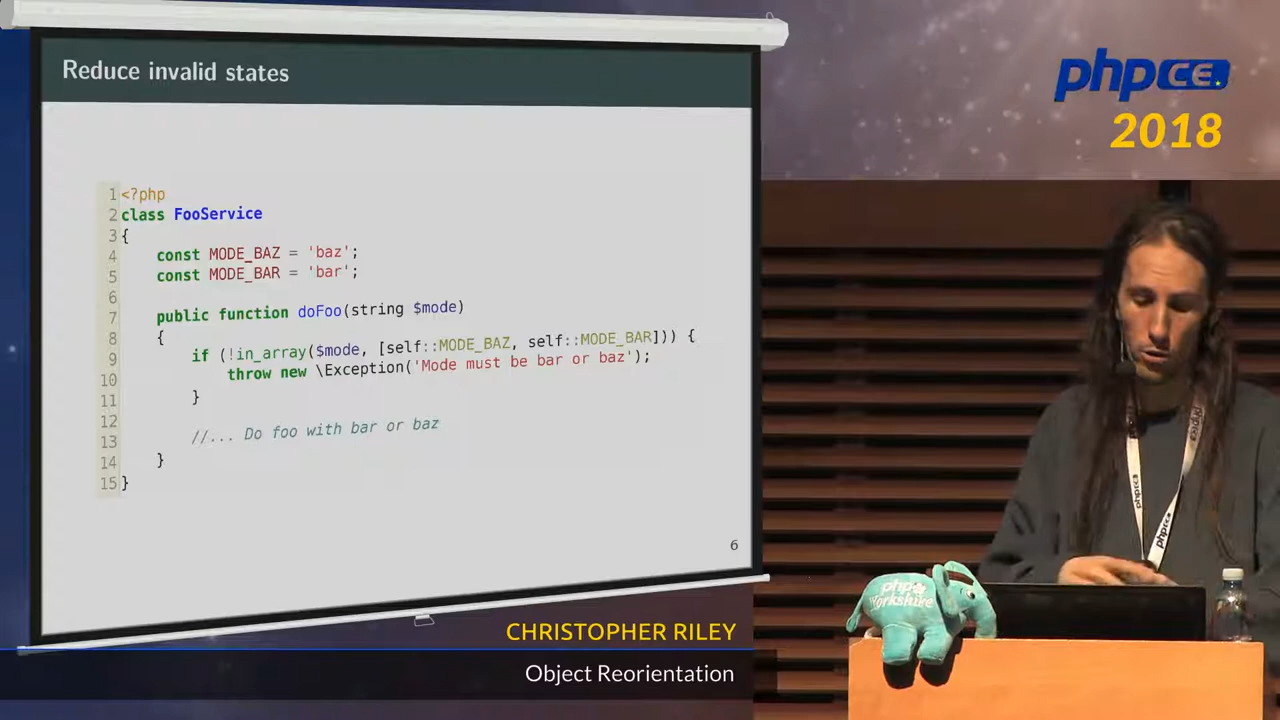 Reduce invalid states
1 <?php
2 class FooService
3 {
4     const MODE_BAZ = 'baz';
5     const MODE_BAR = 'bar';
6
7     public function doFoo(string $mode)
8     {
9         if (!in_array($mode, [self::MODE_BAZ, self::MODE_BAR])) {
10             throw new \Exception('Mode must be bar or baz');
11         }
12
13         //... Do foo with bar or baz
14     }
15 }
6
phpce.
2018
phpce
php
Yorkshire
CHRISTOPHER RILEY
Object Reorientation